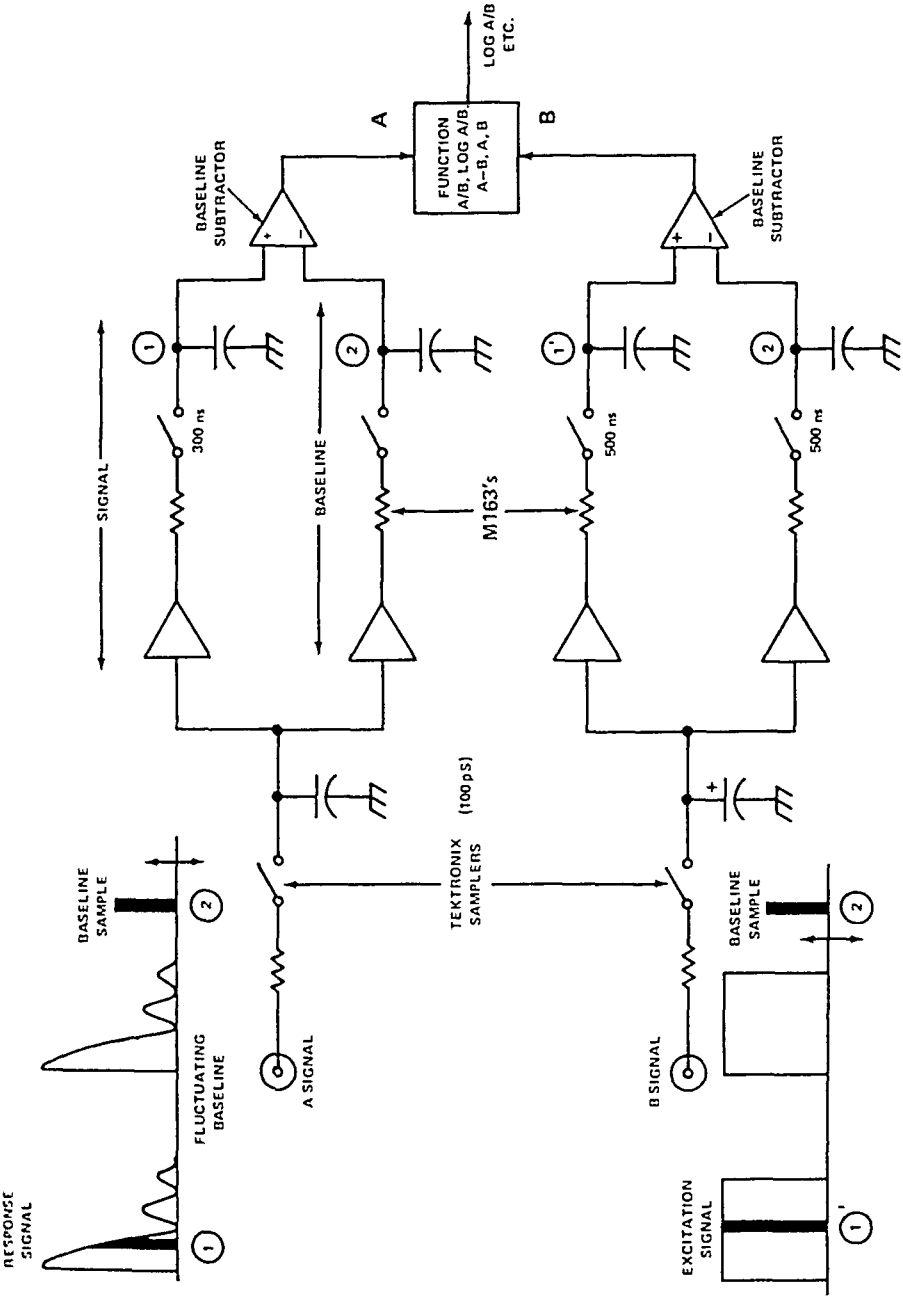 RESPONSE
SIGNAL
1
FLUCTUATING
BASELINE
BASELINE
SAMPLE
2
A SIGNAL
(100 pS)
TEKTRONIX
SAMPLERS
B SIGNAL
EXCITATION
SIGNAL
1'
BASELINE
SAMPLE
2
+
SIGNAL
300 ns
1
BASELINE
2
M163's
500 ns
1'
500 ns
2
BASELINE
SUBTRACTOR
+
−
A
FUNCTION
A/B, LOG A/B,
A−B, A, B
LOG A/B
ETC.
B
+
−
BASELINE
SUBTRACTOR